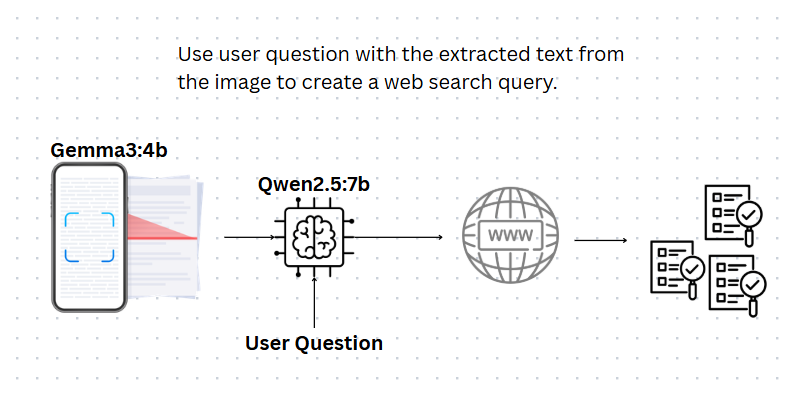 Use user question with the extracted text from
the image to create a web search query.
Gemma3:4b
Qwen2.5:7b
www
User Question